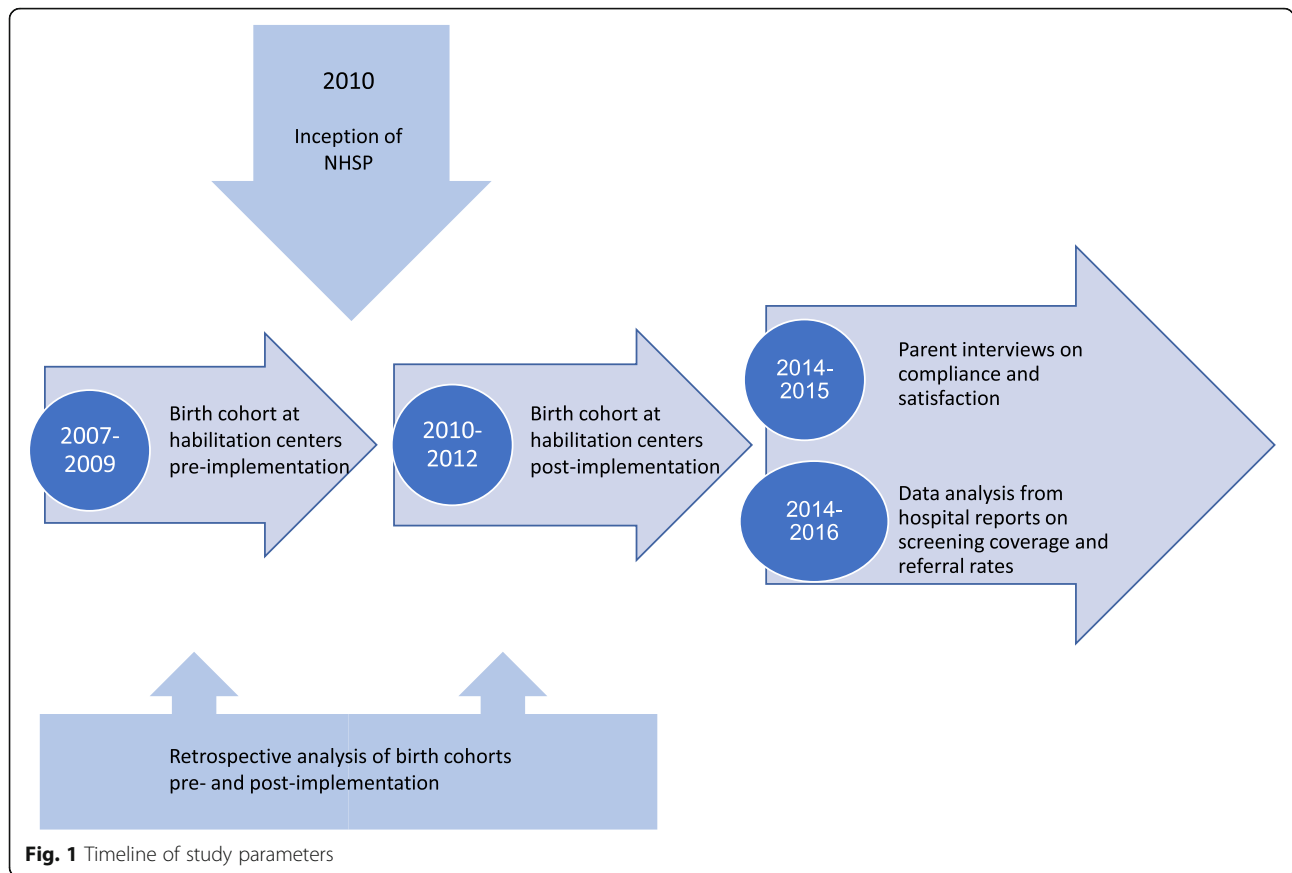 2010
Inception of
NHSP
2007-
2009
Birth cohort at
habilitation centers
pre-implementation
2010-
2012
Birth cohort at
habilitation centers
post-implementation
2014-
2015
Parent interviews on
compliance and
satisfaction
2014-
2016
Data analysis from
hospital reports on
screening coverage and
referral rates
Retrospective analysis of birth cohorts
pre- and post-implementation
Fig. 1 Timeline of study parameters